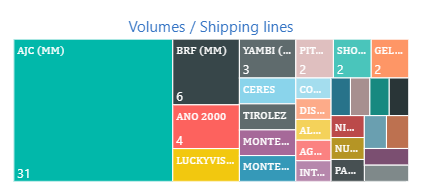 Volumes / Shipping lines
AJC (MM)
31
BRF (MM)
6
ANO 2000
4
LUCKYVIS...
YAMBI (...
3
CERES
TIROLEZ
MONTE...
MONTE...
PIT...
2
SHO...
2
GEL...
2
CO...
DIS...
AL...
AG...
INT...
NI...
NU...
PA...